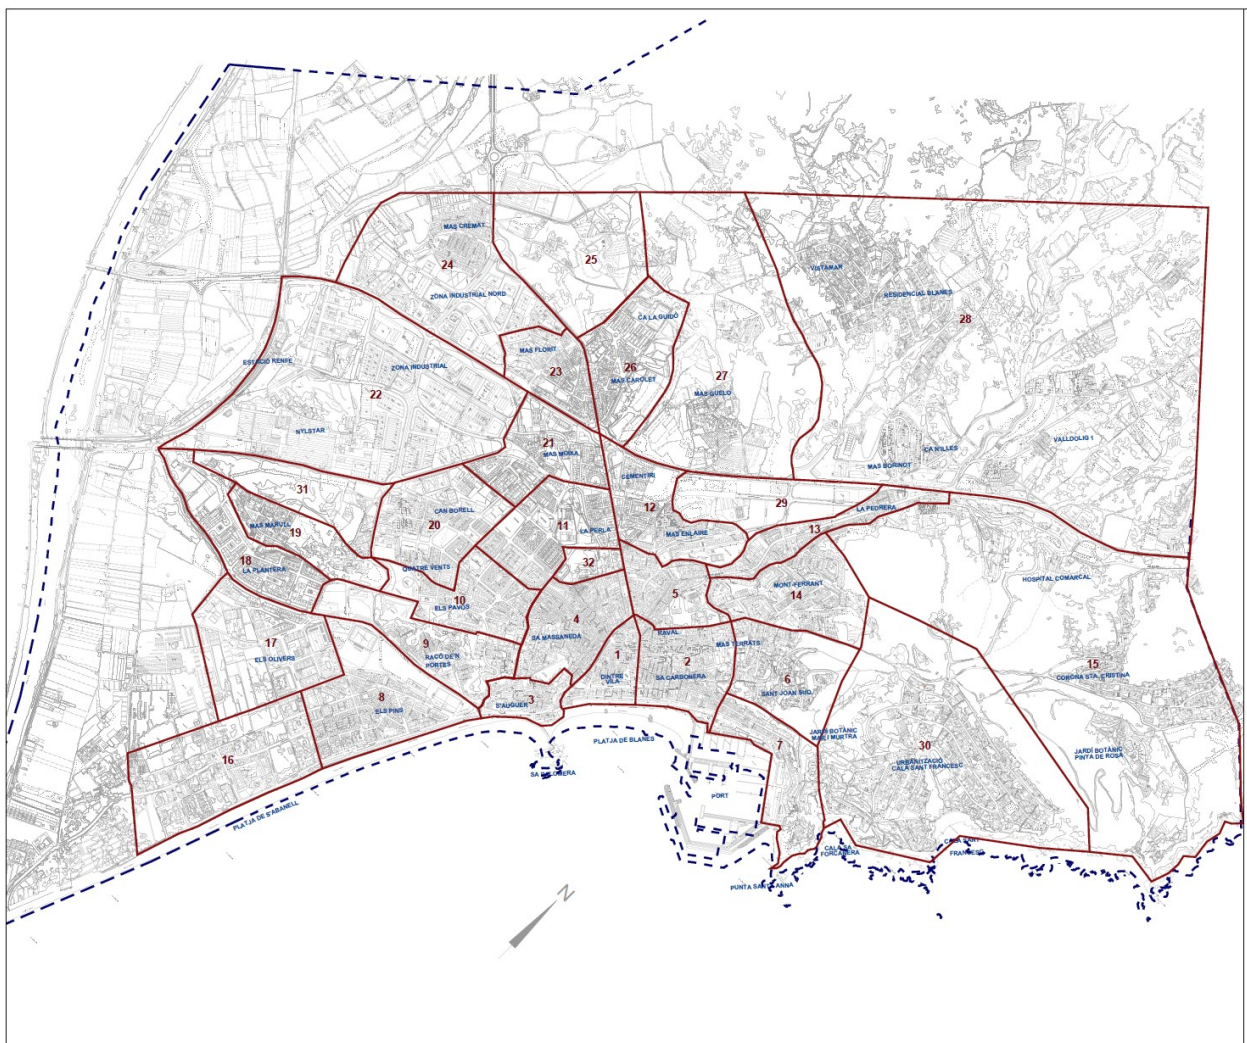 MAS CREMAT
25
24
VISTAMAR
ZONA INDUSTRIAL NORD
RESIDENCIAL BLANES
CA LA GUIDÓ
28
MAS FLORIT
ESTACIÓ RENFE
ZONA INDUSTRIAL
23
26
MAS CAROLET
27
MAS GUELO
22
NYLSTAR
21
MAS MOIXA
VALLDOLIG 1
CA N'ILLES
MAS BORINOT
CEMENTIRI
31
29
12
LA PEDRERA
CAN BORELL
20
MAS MARULL
19
11
LA PERLA
MAS ENLAIRE
13
18
LA PLANTERA
QUATRE VENTS
32
HOSPITAL COMARCAL
MONT-FERRANT
14
10
ELS PAVOS
5
4
SA MASSANEDA
RAVAL
MAS TERRATS
17
ELS OLIVERS
9
RACÓ D'EN
PORTES
1
2
DINTRE
VILA
SA CARBONERA
15
CORONA STA. CRISTINA
6
SANT JOAN SUD
8
ELS PINS
S'AUGUER
3
JARDÍ BOTÀNIC
MAR I MURTRA
PLATJA DE BLANES
7
30
JARDÍ BOTÀNIC
PINYA DE ROSA
16
URBANITZACIÓ
CALA SANT FRANCESC
SA PALOMERA
PORT
PLATJA DE S'ABANELL
CALA SA
FORCANERA
CALA SANT
FRANCESC
PUNTA SANTA ANNA
N